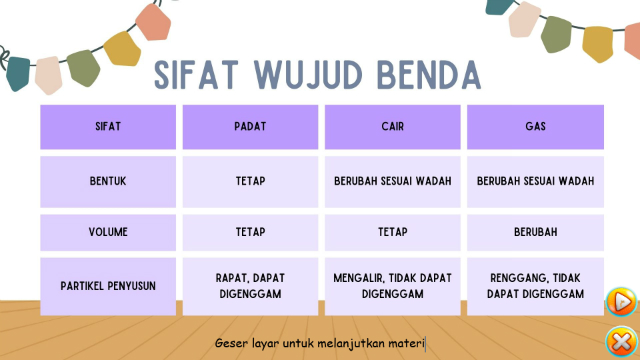 SIFAT WUJUD BENDA
SIFAT PADAT CAIR GAS
BENTUK TETAP BERUBAH SESUAI WADAH BERUBAH SESUAI WADAH
VOLUME TETAP TETAP BERUBAH
PARTIKEL PENYUSUN
RAPAT, DAPAT
DIGENGGAM
MENGALIR, TIDAK DAPAT
DIGENGGAM
RENGGANG, TIDAK
DAPAT DIGENGGAM
Geser layar untuk melanjutkan materi